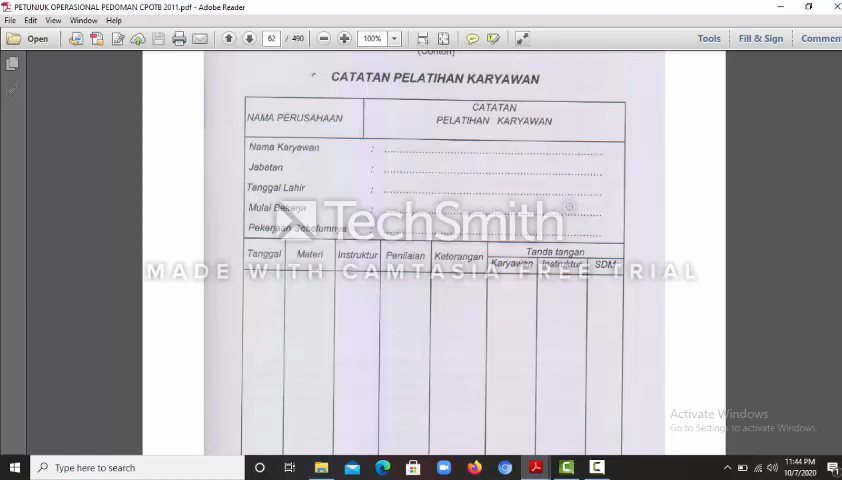 PETUNJUK OPERASIONAL PEDOMAN CPOTB 2011.pdf - Adobe Reader
File Edit View Window Help
Open 62 / 490 100% Tools Fill & Sign Comment
(Contoh)
CATATAN PELATIHAN KARYAWAN
NAMA PERUSAHAAN
CATATAN
PELATIHAN KARYAWAN
Nama Karyawan : ........................................
Jabatan : ........................................
Tanggal Lahir : ........................................
Mulai Bekerja : ........................................
Pekerjaan Sebelumnya : ........................................
TechSmith®
Tanggal Materi Instruktur Penilaian Keterangan Tanda tangan
Karyawan Instruktur SDM
MADE WITH CAMTASIA FREE TRIAL
Activate Windows
Go to Settings to activate Windows.
Type here to search
11:44 PM
10/7/2020